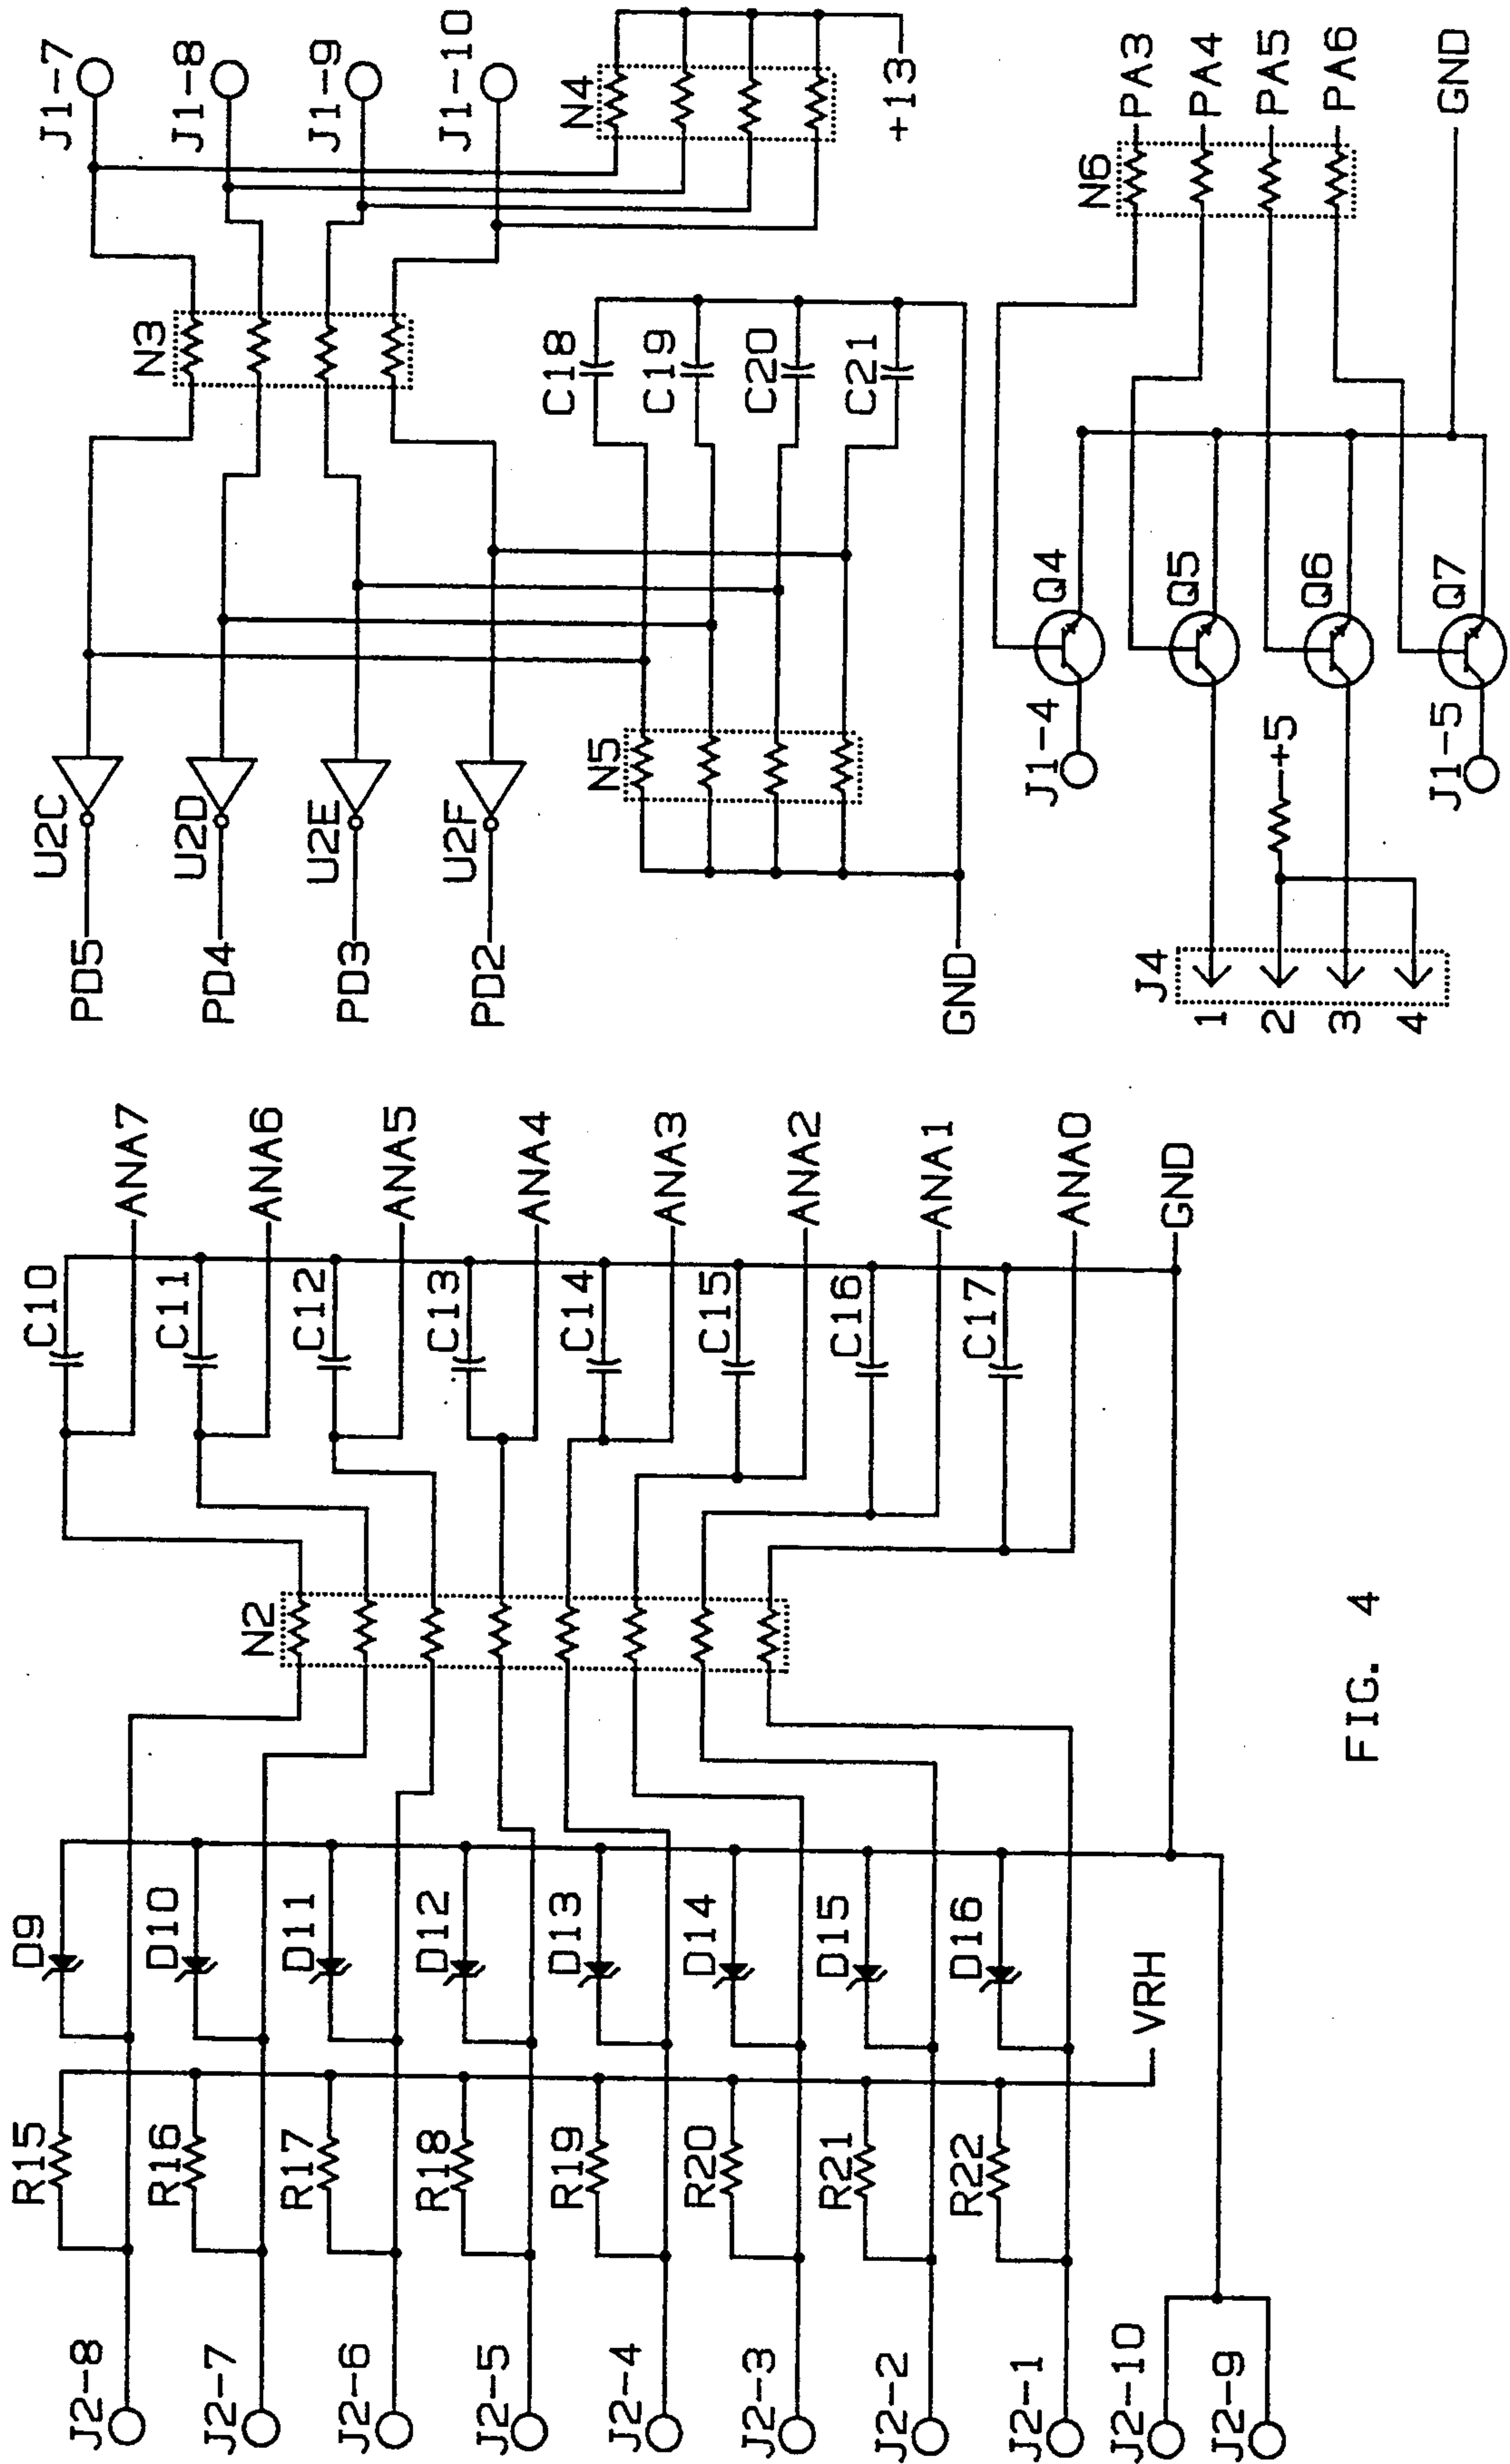 J2-8
J2-7
J2-6
J2-5
J2-4
J2-3
J2-2
J2-1
J2-10
J2-9
R15
R16
R17
R18
R19
R20
R21
R22
VRH
D9
D10
D11
D12
D13
D14
D15
D16
N2
C10
C11
C12
C13
C14
C15
C16
C17
ANA7
ANA6
ANA5
ANA4
ANA3
ANA2
ANA1
ANA0
GND
PD5
PD4
PD3
PD2
U2C
U2D
U2E
U2F
N3
J1-7
J1-8
J1-9
J1-10
N4
+13
N5
C18
C19
C20
C21
GND
J4
1
2
3
4
+5
J1-4
J1-5
Q4
Q5
Q6
Q7
N6
PA3
PA4
PA5
PA6
GND
FIG. 4